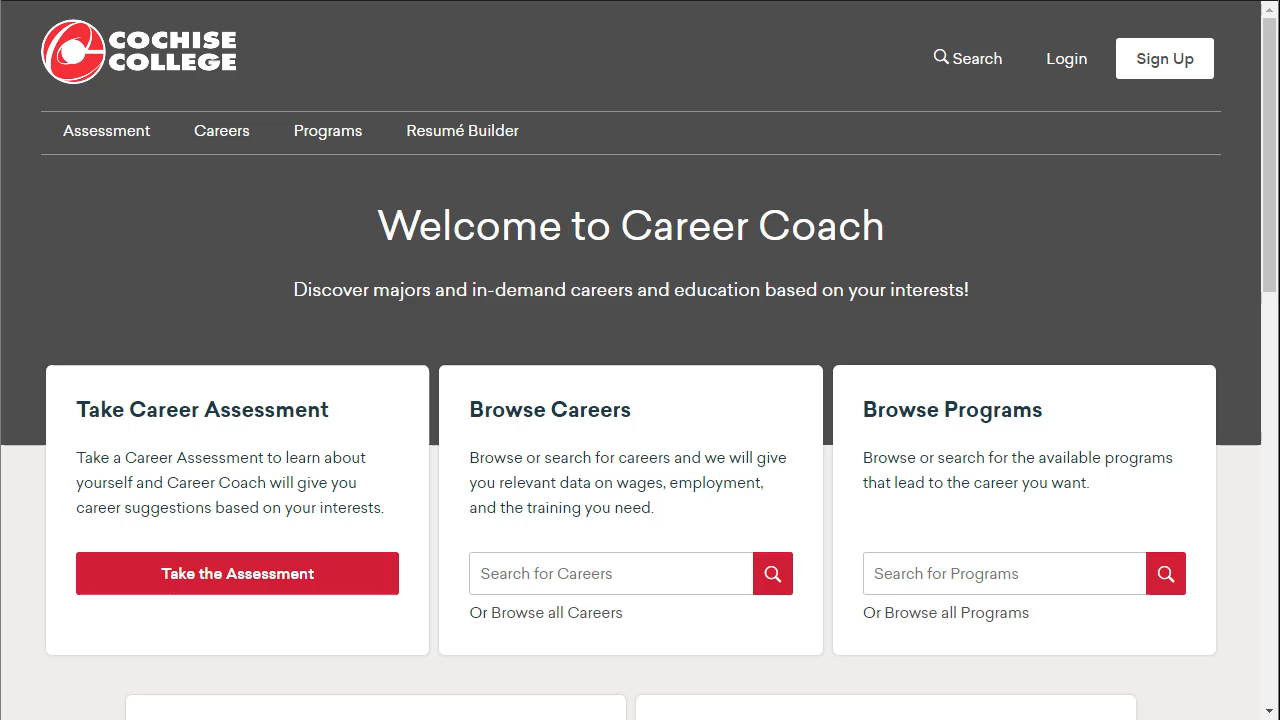 COCHISE
COLLEGE
Search
Login
Sign Up
Assessment
Careers
Programs
Resumé Builder
Welcome to Career Coach
Discover majors and in-demand careers and education based on your interests!
Take Career Assessment
Take a Career Assessment to learn about
yourself and Career Coach will give you
career suggestions based on your interests.
Take the Assessment
Browse Careers
Browse or search for careers and we will give
you relevant data on wages, employment,
and the training you need.
Search for Careers
Or Browse all Careers
Browse Programs
Browse or search for the available programs
that lead to the career you want.
Search for Programs
Or Browse all Programs